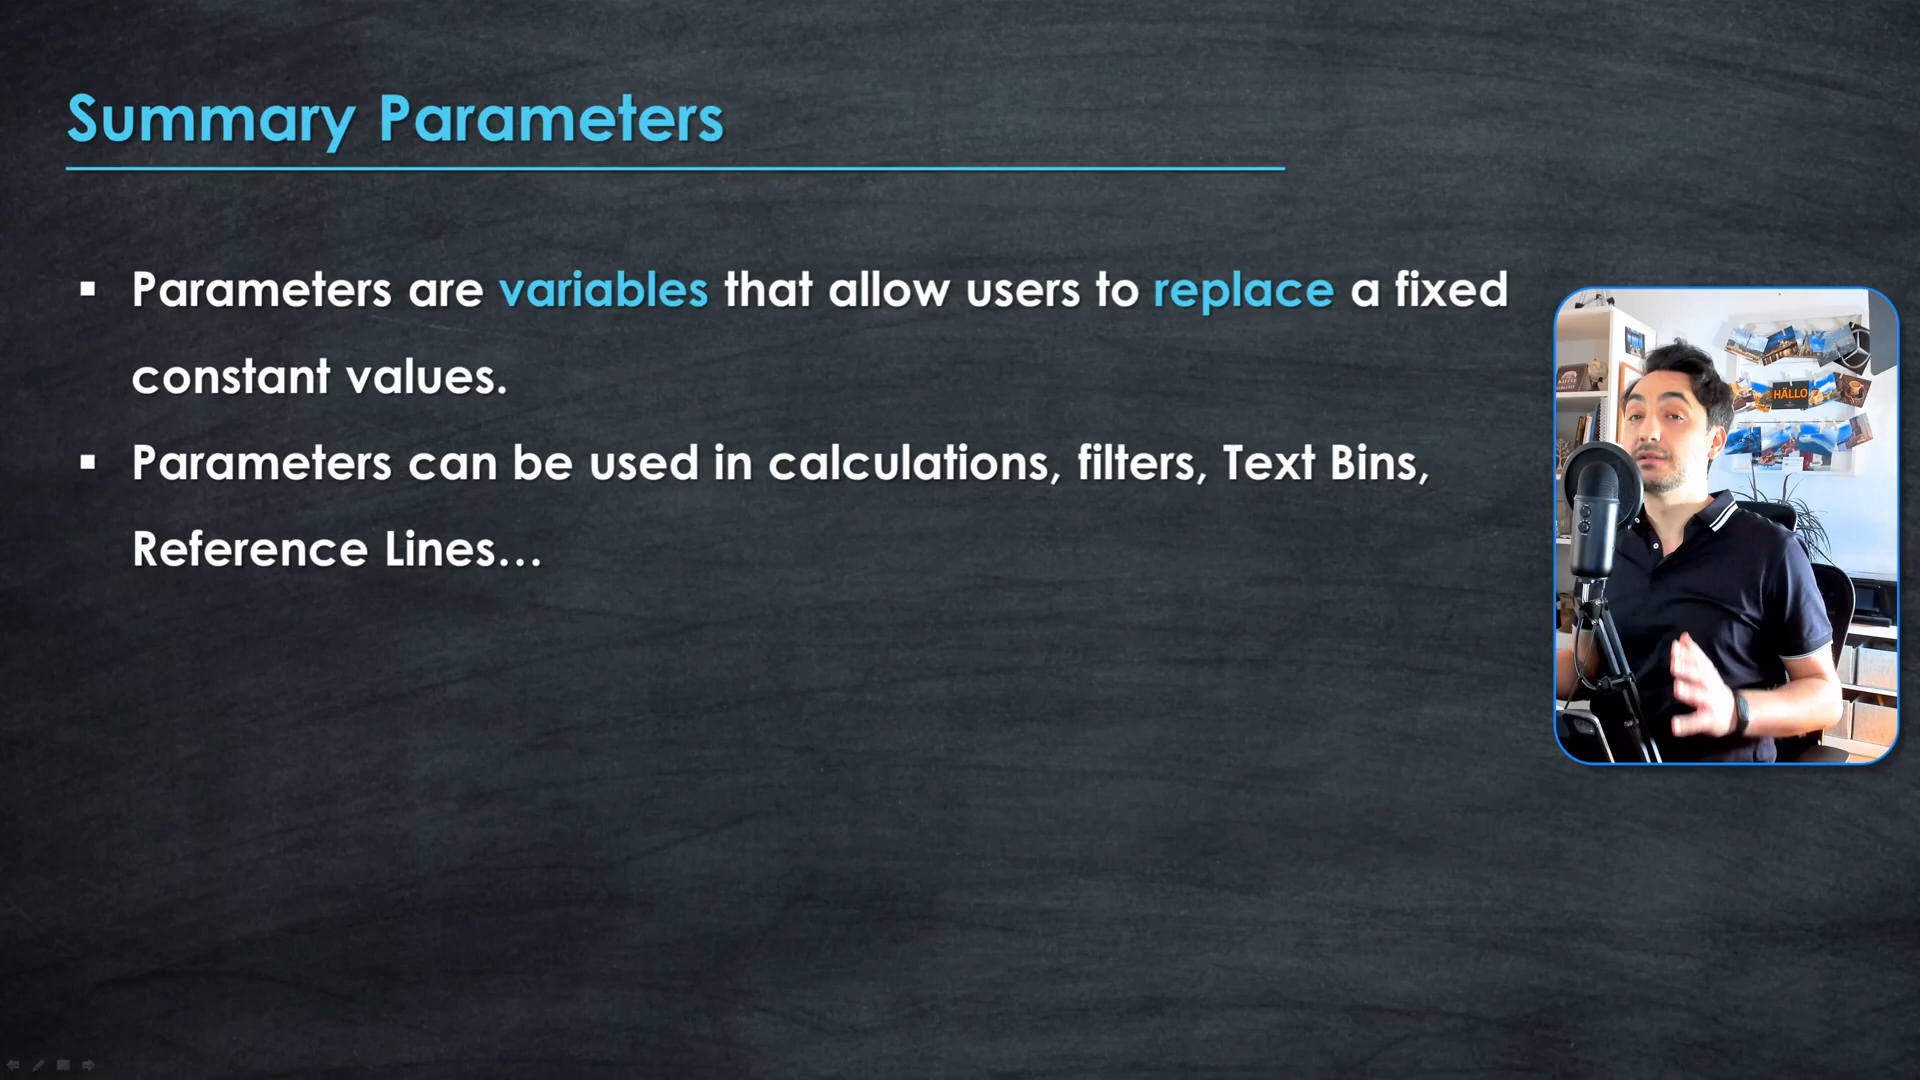 Summary Parameters
▪ Parameters are variables that allow users to replace a fixed
constant values.
▪ Parameters can be used in calculations, filters, Text Bins,
Reference Lines…
HÄLLO